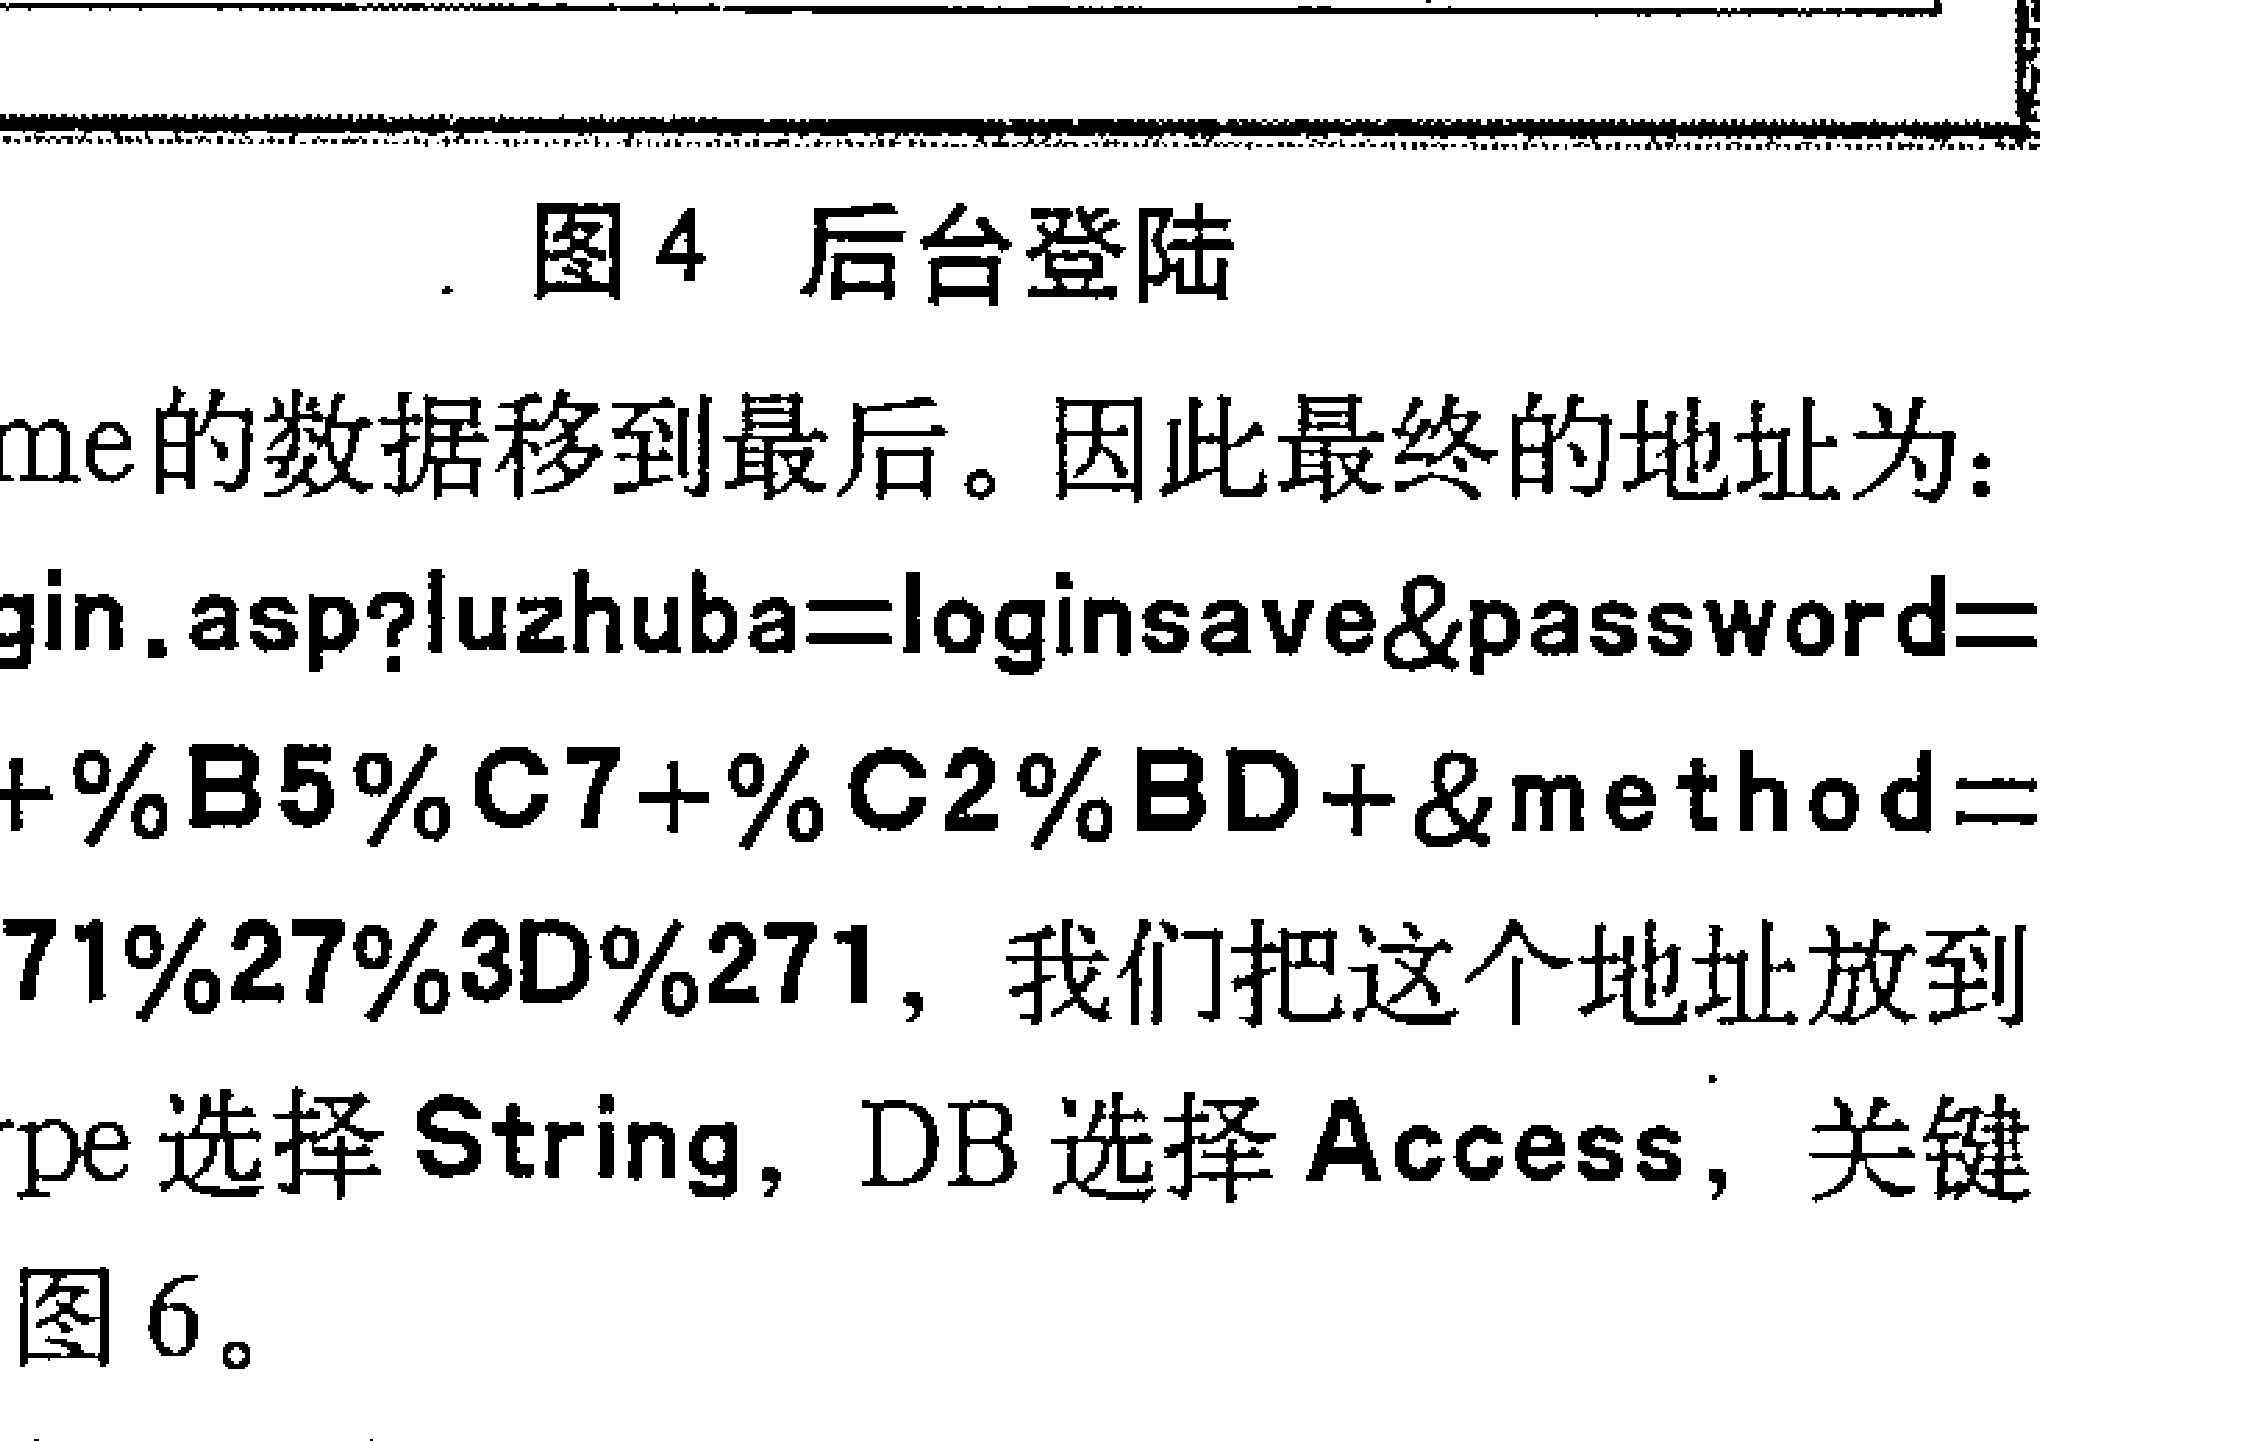 图 4 后台登陆
me的数据移到最后。因此最终的地址为:
gin.asp?luzhuba=loginsave&password=
+%B5%C7+%C2%BD+&method=
71%27%3D%271，我们把这个地址放到
pe 选择 String，DB 选择 Access，关键
图 6。